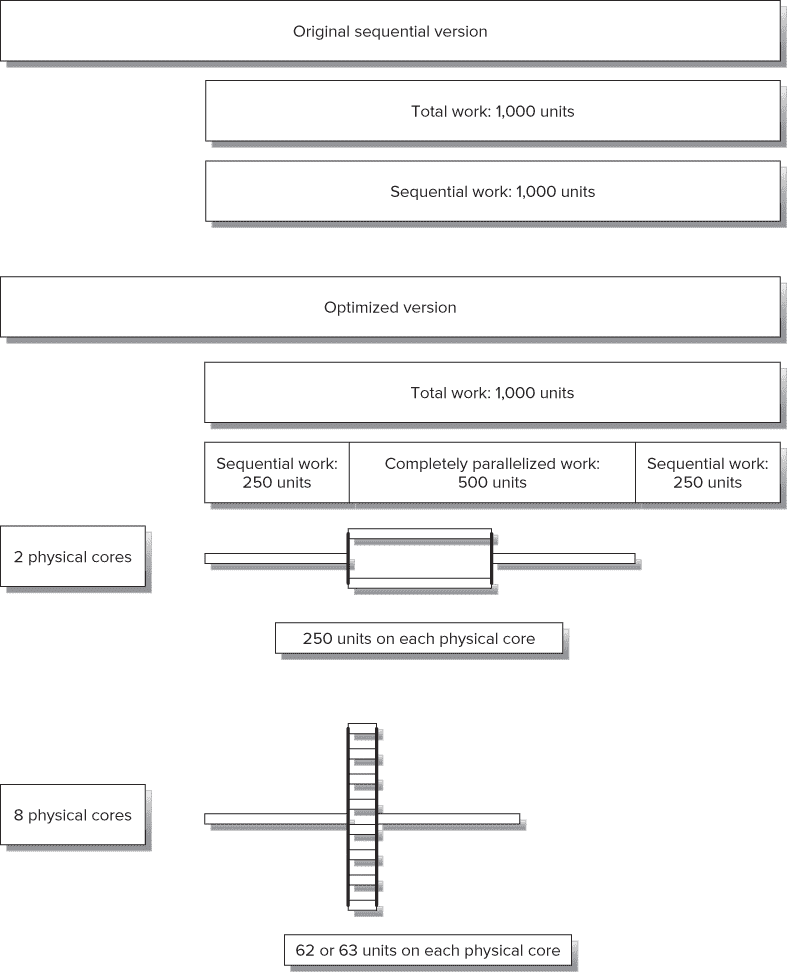 Original sequential version
Total work: 1,000 units
Sequential work: 1,000 units
Optimized version
Total work: 1,000 units
Sequential work:
250 units
Completely parallelized work:
500 units
Sequential work:
250 units
2 physical cores
250 units on each physical core
8 physical cores
62 or 63 units on each physical core